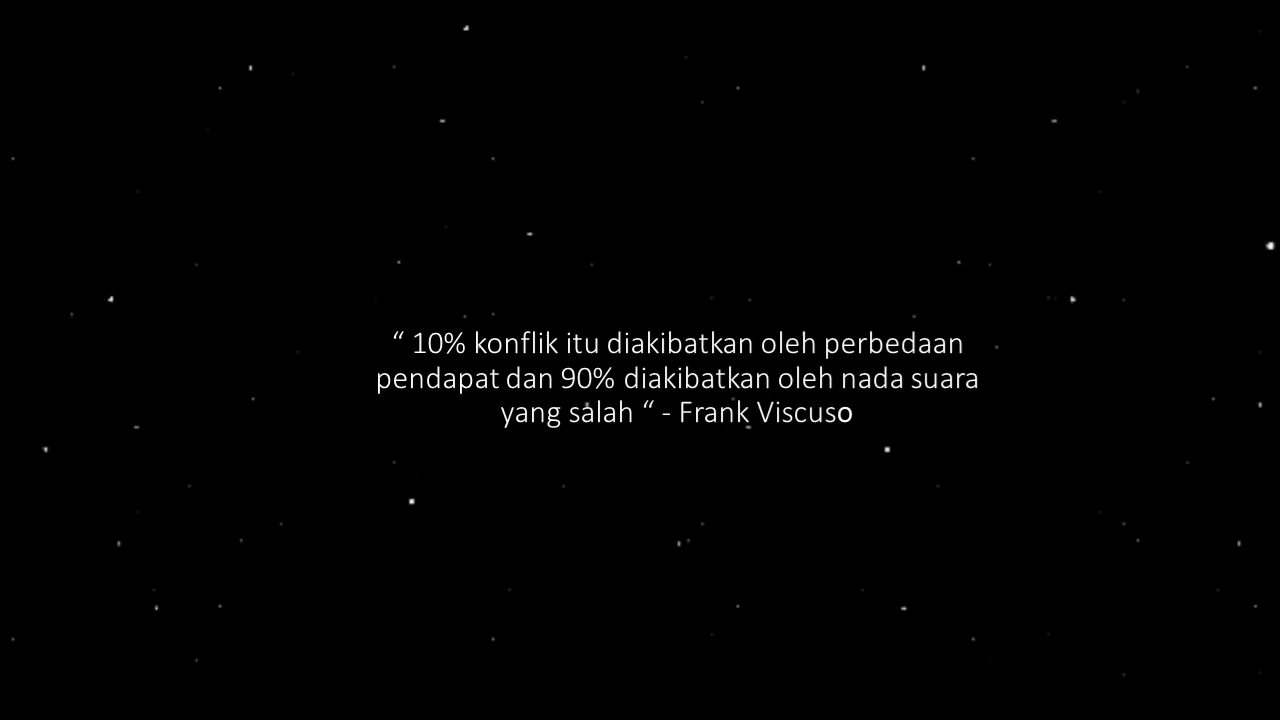 “ 10% konflik itu diakibatkan oleh perbedaan
pendapat dan 90% diakibatkan oleh nada suara
yang salah “ - Frank Viscuso